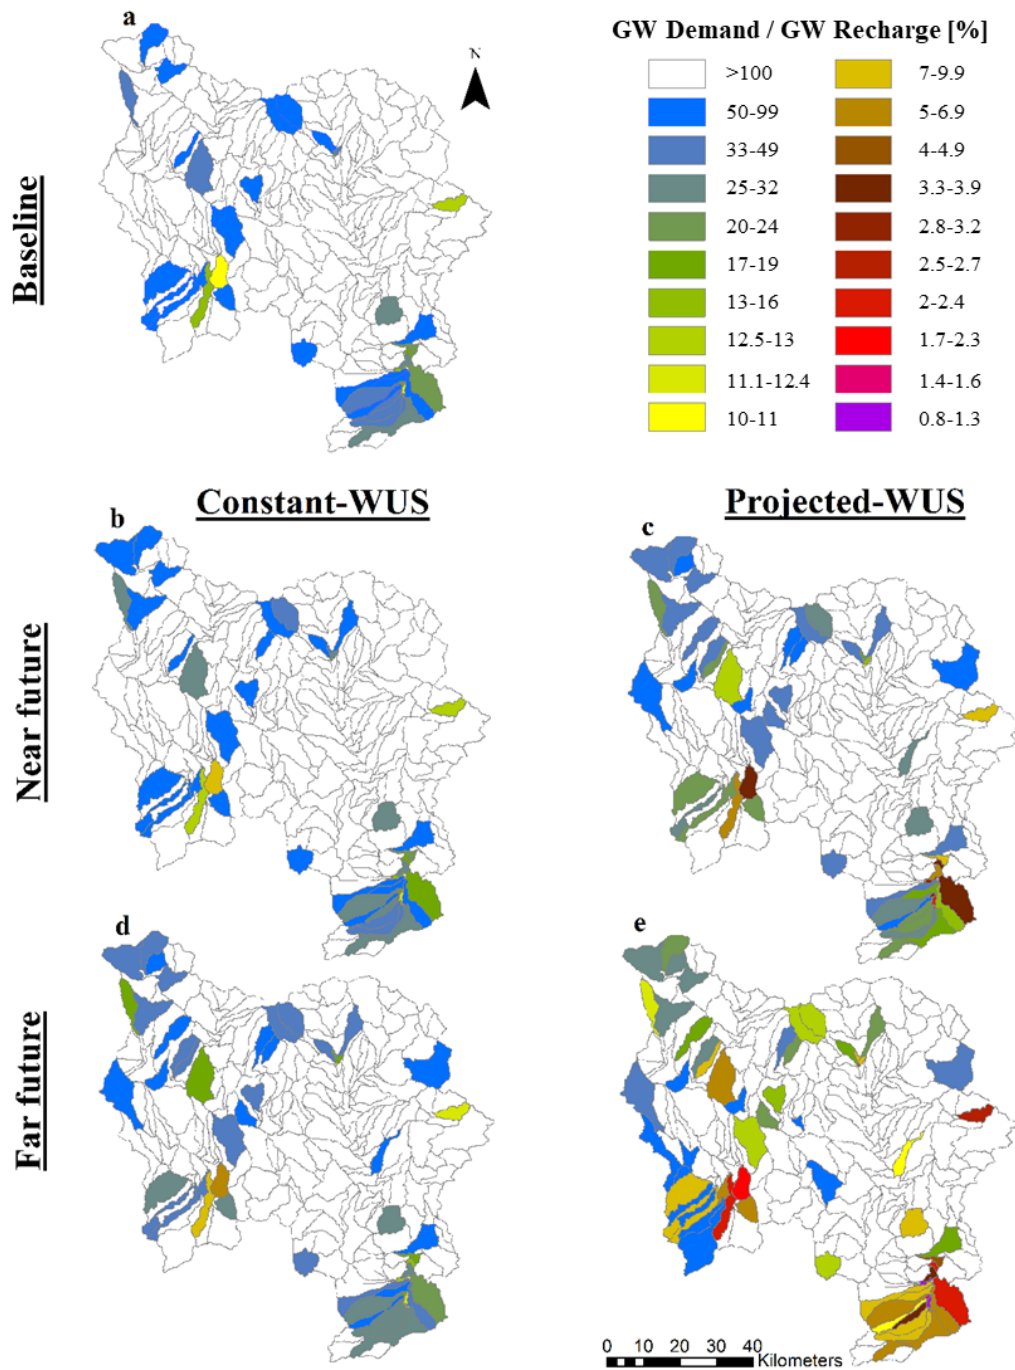 a
GW Demand / GW Recharge [%]
N
>100
7-9.9
50-99
5-6.9
33-49
4-4.9
25-32
3.3-3.9
20-24
2.8-3.2
17-19
2.5-2.7
13-16
2-2.4
12.5-13
1.7-2.3
11.1-12.4
1.4-1.6
10-11
0.8-1.3
Baseline
Constant-WUS
Projected-WUS
b
c
Near future
d
e
Far future
0 10 20 40
Kilometers